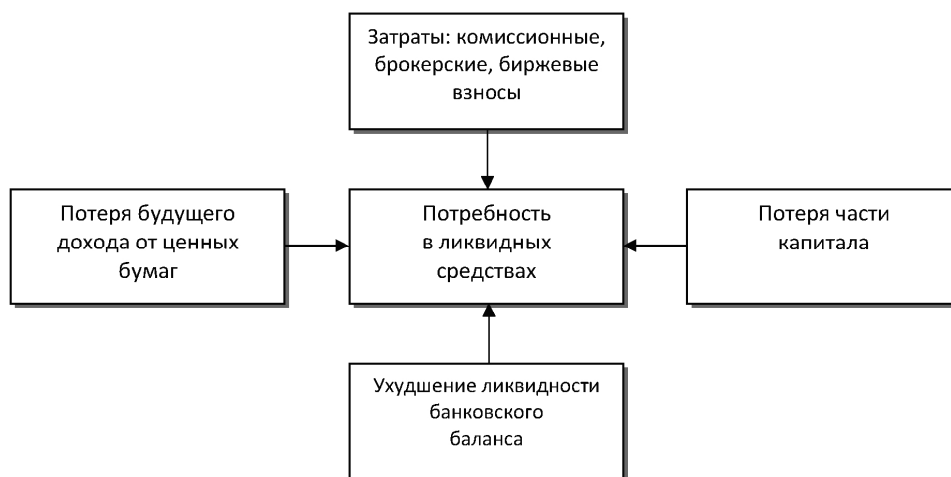 Затраты: комиссионные,
брокерские, биржевые
взносы
Потеря будущего
дохода от ценных
бумаг
Потребность
в ликвидных
средствах
Потеря части
капитала
Ухудшение ликвидности
банковского
баланса